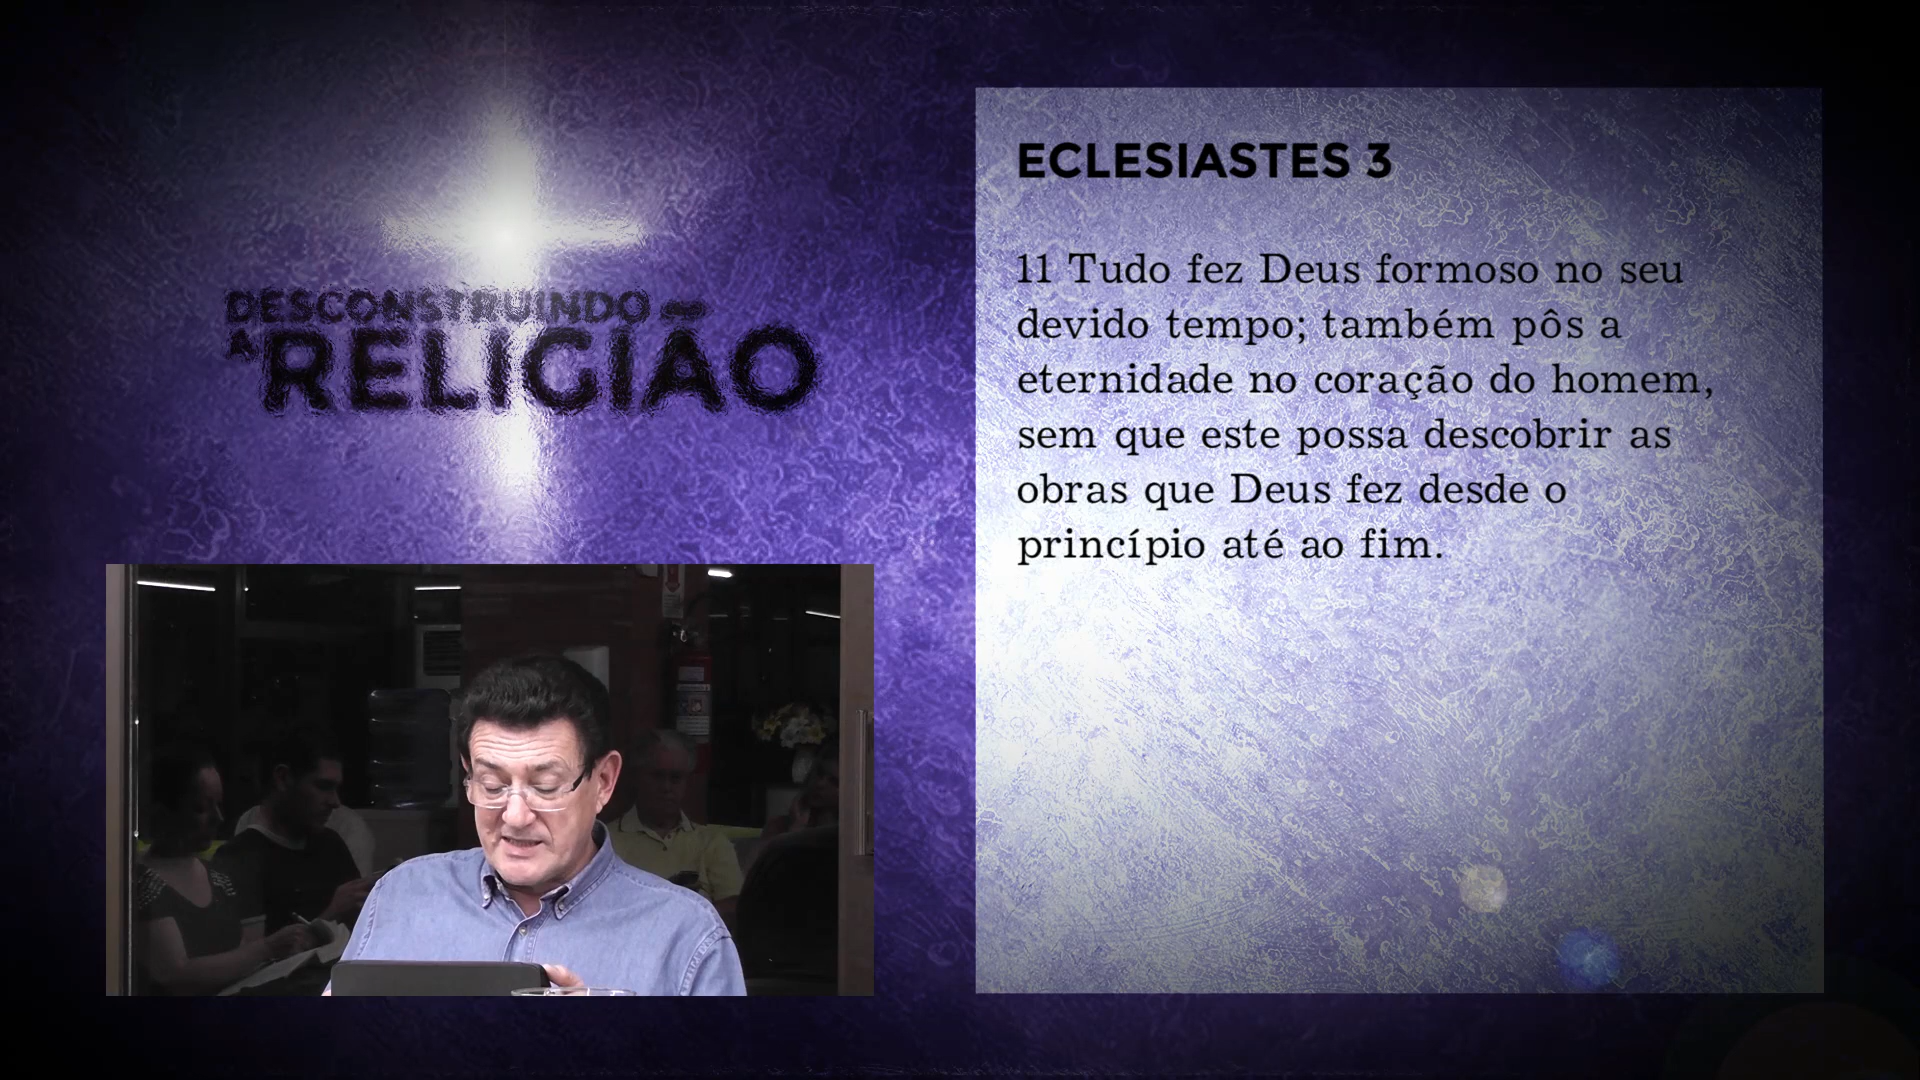 DESCONSTRUINDO
A RELIGIÃO
ECLESIASTES 3
11 Tudo fez Deus formoso no seu
devido tempo; também pôs a
eternidade no coração do homem,
sem que este possa descobrir as
obras que Deus fez desde o
princípio até ao fim.